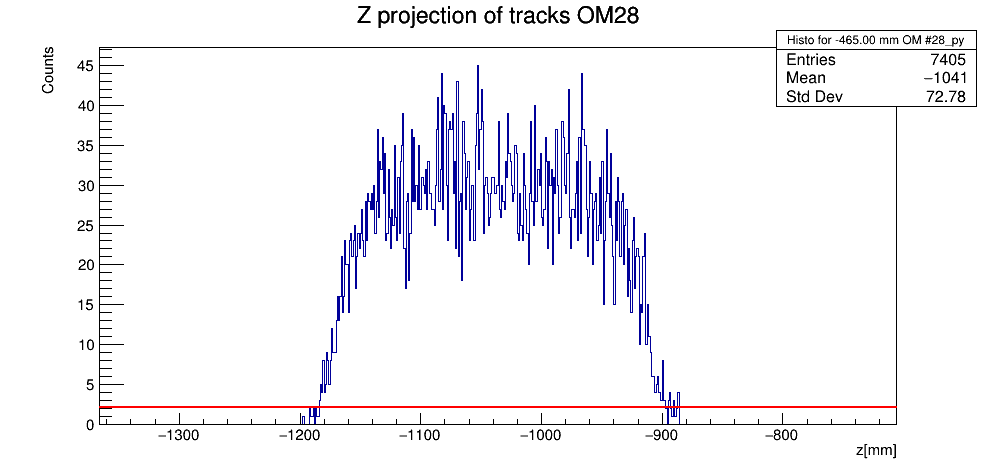 Z projection of tracks OM28
Histo for -465.00 mm OM #28_py
Entries 7405
Mean −1041
Std Dev 72.78
Counts
45
40
35
30
25
20
15
10
5
0
−1300 −1200 −1100 −1000 −900 −800
z[mm]